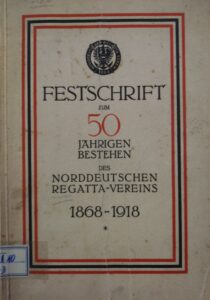 FESTSCHRIFT
ZUM
50
JÄHRIGEN
BESTEHEN
DES
NORDDEUTSCHEN
REGATTA-VEREINS
1868-1918